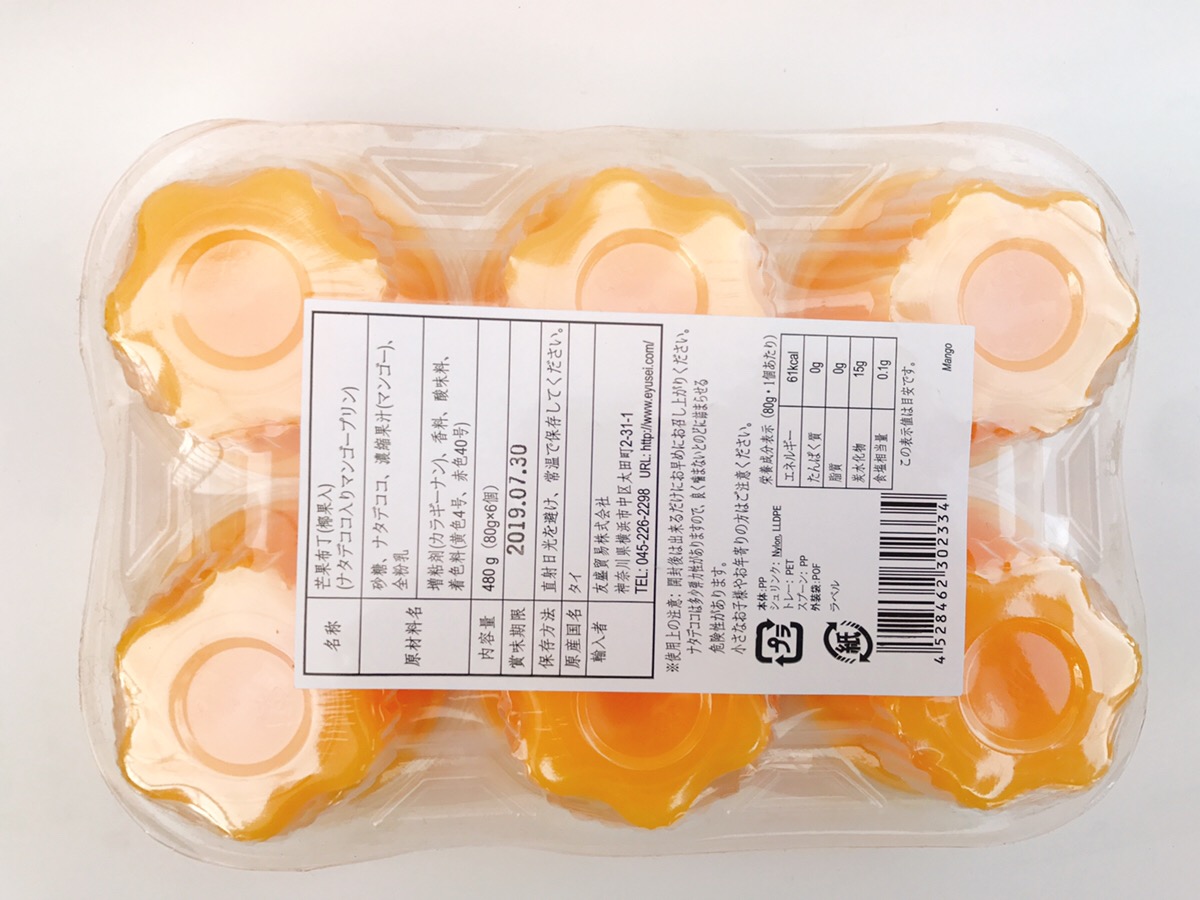 名称
芒果布丁(椰果入)
(ナタデココ入りマンゴープリン)
原材料名
砂糖、ナタデココ、濃縮果汁(マンゴー)、
全粉乳
増粘剤(カラギーナン)、香料、酸味料、
着色料(黄色4号、赤色40号)
内容量
480g(80g×6個)
賞味期限
2019.07.30
保存方法
直射日光を避け、常温で保存してください。
原産国名
タイ
輸入者
友盛貿易株式会社
神奈川県横浜市中区太田町2-31-1
TEL: 045-226-2298 URL: http://www.eyusei.com/
※使用上の注意：開封後は出来るだけにお早めにお召し上がりください。
ナタデココは多少弾力性がありますので、良く噛まないとのどに詰まらせる
危険性があります。
小さなお子様やお年寄りの方はご注意ください。
プラ
本体:PP
シュリンク: Nylon, LLDPE
トレー: PET
スプーン: PP
外装袋:POF
紙
ラベル
栄養成分表示(80g・1個あたり)
エネルギー 61kcal
たんぱく質 0g
脂質 0g
炭水化物 15g
食塩相当量 0.1g
この表示値は目安です。
4528462302334
Mango